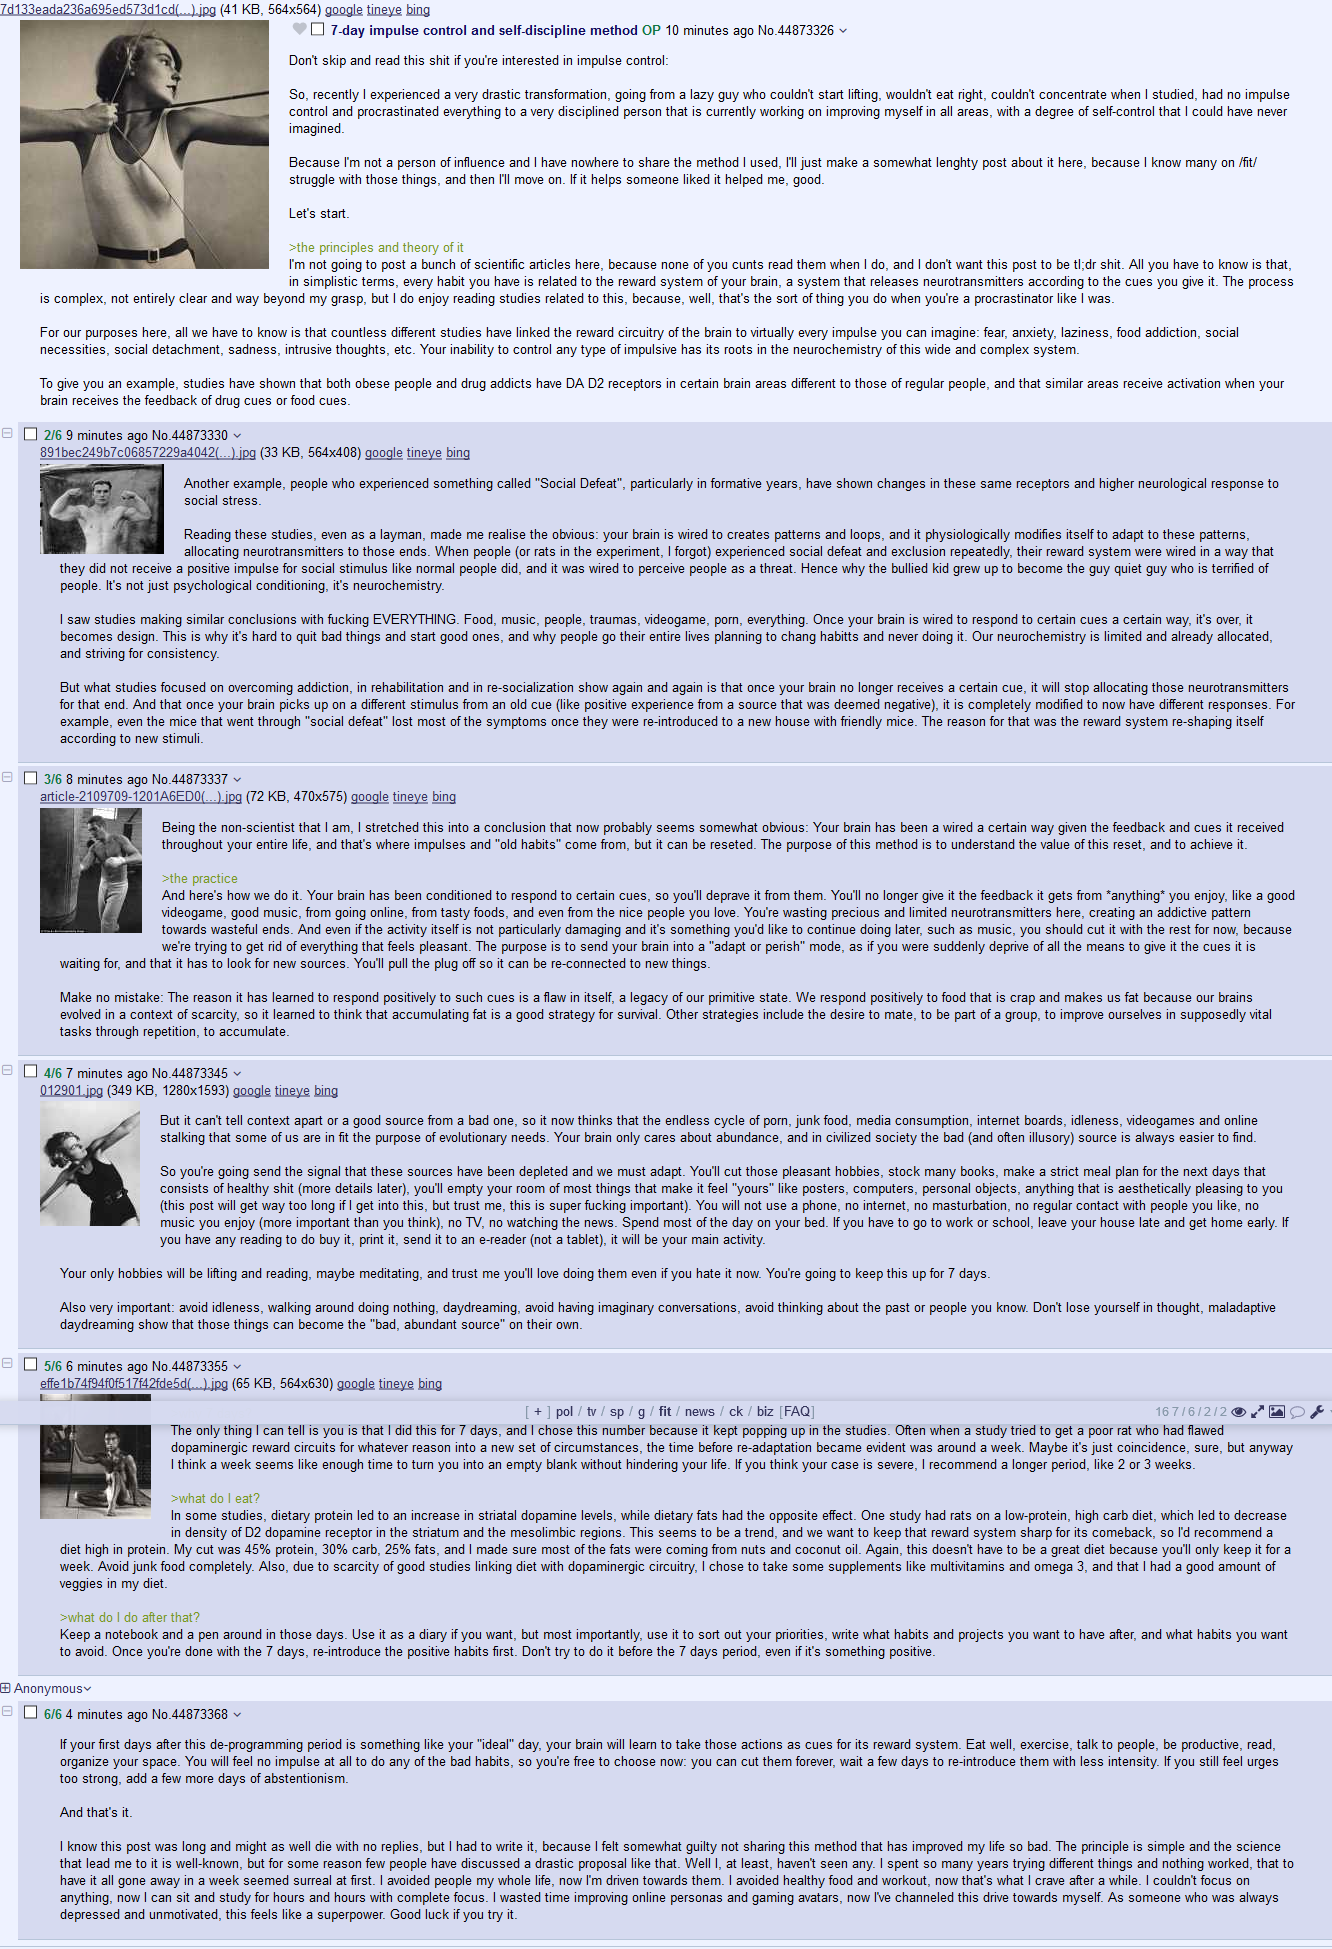 7d133eada236a695ed573d1cd(...).jpg (41 KB, 564x564) google tineye bing
7-day impulse control and self-discipline method OP 10 minutes ago No.44873326
Don't skip and read this shit if you're interested in impulse control:
So, recently I experienced a very drastic transformation, going from a lazy guy who couldn't start lifting, wouldn't eat right, couldn't concentrate when I studied, had no impulse
control and procrastinated everything to a very disciplined person that is currently working on improving myself in all areas, with a degree of self-control that I could have never
imagined.
Because I'm not a person of influence and I have nowhere to share the method I used, I'll just make a somewhat lenghty post about it here, because I know many on /fit/
struggle with those things, and then I'll move on. If it helps someone liked it helped me, good.
Let's start.
>the principles and theory of it
I'm not going to post a bunch of scientific articles here, because none of you cunts read them when I do, and I don't want this post to be tl;dr shit. All you have to know is that,
in simplistic terms, every habit you have is related to the reward system of your brain, a system that releases neurotransmitters according to the cues you give it. The process
is complex, not entirely clear and way beyond my grasp, but I do enjoy reading studies related to this, because, well, that's the sort of thing you do when you're a procrastinator like I was.
For our purposes here, all we have to know is that countless different studies have linked the reward circuitry of the brain to virtually every impulse you can imagine: fear, anxiety, laziness, food addiction, social
necessities, social detachment, sadness, intrusive thoughts, etc. Your inability to control any type of impulsive has its roots in the neurochemistry of this wide and complex system.
To give you an example, studies have shown that both obese people and drug addicts have DA D2 receptors in certain brain areas different to those of regular people, and that similar areas receive activation when your
brain receives the feedback of drug cues or food cues.
2/6 9 minutes ago No.44873330
891bec249b7c06857229a4042(...).jpg (33 KB, 564x408) google tineye bing
Another example, people who experienced something called "Social Defeat", particularly in formative years, have shown changes in these same receptors and higher neurological response to
social stress.
Reading these studies, even as a layman, made me realise the obvious: your brain is wired to creates patterns and loops, and it physiologically modifies itself to adapt to these patterns,
allocating neurotransmitters to those ends. When people (or rats in the experiment, I forgot) experienced social defeat and exclusion repeatedly, their reward system were wired in a way that
they did not receive a positive impulse for social stimulus like normal people did, and it was wired to perceive people as a threat. Hence why the bullied kid grew up to become the guy quiet guy who is terrified of
people. It's not just psychological conditioning, it's neurochemistry.
I saw studies making similar conclusions with fucking EVERYTHING. Food, music, people, traumas, videogame, porn, everything. Once your brain is wired to respond to certain cues a certain way, it's over, it
becomes design. This is why it's hard to quit bad things and start good ones, and why people go their entire lives planning to chang habitts and never doing it. Our neurochemistry is limited and already allocated,
and striving for consistency.
But what studies focused on overcoming addiction, in rehabilitation and in re-socialization show again and again is that once your brain no longer receives a certain cue, it will stop allocating those neurotransmitters
for that end. And that once your brain picks up on a different stimulus from an old cue (like positive experience from a source that was deemed negative), it is completely modified to now have different responses. For
example, even the mice that went through "social defeat" lost most of the symptoms once they were re-introduced to a new house with friendly mice. The reason for that was the reward system re-shaping itself
according to new stimuli.
3/6 8 minutes ago No.44873337
article-2109709-1201A6ED0(...).jpg (72 KB, 470x575) google tineye bing
Being the non-scientist that I am, I stretched this into a conclusion that now probably seems somewhat obvious: Your brain has been a wired a certain way given the feedback and cues it received
throughout your entire life, and that's where impulses and "old habits" come from, but it can be reseted. The purpose of this method is to understand the value of this reset, and to achieve it.
>the practice
And here's how we do it. Your brain has been conditioned to respond to certain cues, so you'll deprave it from them. You'll no longer give it the feedback it gets from *anything* you enjoy, like a good
videogame, good music, from going online, from tasty foods, and even from the nice people you love. You're wasting precious and limited neurotransmitters here, creating an addictive pattern
towards wasteful ends. And even if the activity itself is not particularly damaging and it's something you'd like to continue doing later, such as music, you should cut it with the rest for now, because
we're trying to get rid of everything that feels pleasant. The purpose is to send your brain into a "adapt or perish" mode, as if you were suddenly deprive of all the means to give it the cues it is
waiting for, and that it has to look for new sources. You'll pull the plug off so it can be re-connected to new things.
Make no mistake: The reason it has learned to respond positively to such cues is a flaw in itself, a legacy of our primitive state. We respond positively to food that is crap and makes us fat because our brains
evolved in a context of scarcity, so it learned to think that accumulating fat is a good strategy for survival. Other strategies include the desire to mate, to be part of a group, to improve ourselves in supposedly vital
tasks through repetition, to accumulate.
4/6 7 minutes ago No.44873345
012901.jpg (349 KB, 1280x1593) google tineye bing
But it can't tell context apart or a good source from a bad one, so it now thinks that the endless cycle of porn, junk food, media consumption, internet boards, idleness, videogames and online
stalking that some of us are in fit the purpose of evolutionary needs. Your brain only cares about abundance, and in civilized society the bad (and often illusory) source is always easier to find.
So you're going send the signal that these sources have been depleted and we must adapt. You'll cut those pleasant hobbies, stock many books, make a strict meal plan for the next days that
consists of healthy shit (more details later), you'll empty your room of most things that make it feel "yours" like posters, computers, personal objects, anything that is aesthetically pleasing to you
(this post will get way too long if I get into this, but trust me, this is super fucking important). You will not use a phone, no internet, no masturbation, no regular contact with people you like, no
music you enjoy (more important than you think), no TV, no watching the news. Spend most of the day on your bed. If you have to go to work or school, leave your house late and get home early. If
you have any reading to do buy it, print it, send it to an e-reader (not a tablet), it will be your main activity.
Your only hobbies will be lifting and reading, maybe meditating, and trust me you'll love doing them even if you hate it now. You're going to keep this up for 7 days.
Also very important: avoid idleness, walking around doing nothing, daydreaming, avoid having imaginary conversations, avoid thinking about the past or people you know. Don't lose yourself in thought, maladaptive
daydreaming show that those things can become the "bad, abundant source" on their own.
5/6 6 minutes ago No.44873355
effe1b74f94f0f517f42fde5d(...).jpg (65 KB, 564x630) google tineye bing
[ + ] pol / tv / sp / g / fit / news / ck / biz [FAQ]
16 7 / 6 / 2 / 2
The only thing I can tell is you is that I did this for 7 days, and I chose this number because it kept popping up in the studies. Often when a study tried to get a poor rat who had flawed
dopaminergic reward circuits for whatever reason into a new set of circumstances, the time before re-adaptation became evident was around a week. Maybe it's just coincidence, sure, but anyway
I think a week seems like enough time to turn you into an empty blank without hindering your life. If you think your case is severe, I recommend a longer period, like 2 or 3 weeks.
>what do I eat?
In some studies, dietary protein led to an increase in striatal dopamine levels, while dietary fats had the opposite effect. One study had rats on a low-protein, high carb diet, which led to decrease
in density of D2 dopamine receptor in the striatum and the mesolimbic regions. This seems to be a trend, and we want to keep that reward system sharp for its comeback, so I'd recommend a
diet high in protein. My cut was 45% protein, 30% carb, 25% fats, and I made sure most of the fats were coming from nuts and coconut oil. Again, this doesn't have to be a great diet because you'll only keep it for a
week. Avoid junk food completely. Also, due to scarcity of good studies linking diet with dopaminergic circuitry, I chose to take some supplements like multivitamins and omega 3, and that I had a good amount of
veggies in my diet.
>what do I do after that?
Keep a notebook and a pen around in those days. Use it as a diary if you want, but most importantly, use it to sort out your priorities, write what habits and projects you want to have after, and what habits you want
to avoid. Once you're done with the 7 days, re-introduce the positive habits first. Don't try to do it before the 7 days period, even if it's something positive.
Anonymous
6/6 4 minutes ago No.44873368
If your first days after this de-programming period is something like your "ideal" day, your brain will learn to take those actions as cues for its reward system. Eat well, exercise, talk to people, be productive, read,
organize your space. You will feel no impulse at all to do any of the bad habits, so you're free to choose now: you can cut them forever, wait a few days to re-introduce them with less intensity. If you still feel urges
too strong, add a few more days of abstentionism.
And that's it.
I know this post was long and might as well die with no replies, but I had to write it, because I felt somewhat guilty not sharing this method that has improved my life so bad. The principle is simple and the science
that lead me to it is well-known, but for some reason few people have discussed a drastic proposal like that. Well I, at least, haven't seen any. I spent so many years trying different things and nothing worked, that to
have it all gone away in a week seemed surreal at first. I avoided people my whole life, now I'm driven towards them. I avoided healthy food and workout, now that's what I crave after a while. I couldn't focus on
anything, now I can sit and study for hours and hours with complete focus. I wasted time improving online personas and gaming avatars, now I've channeled this drive towards myself. As someone who was always
depressed and unmotivated, this feels like a superpower. Good luck if you try it.